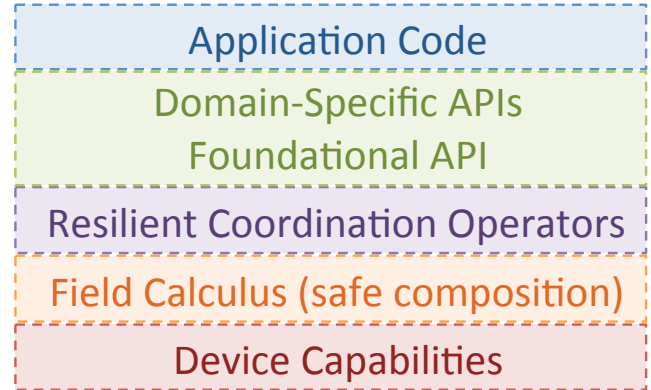 Application Code
Domain-Specific APIs
Foundational API
Resilient Coordination Operators
Field Calculus (safe composition)
Device Capabilities